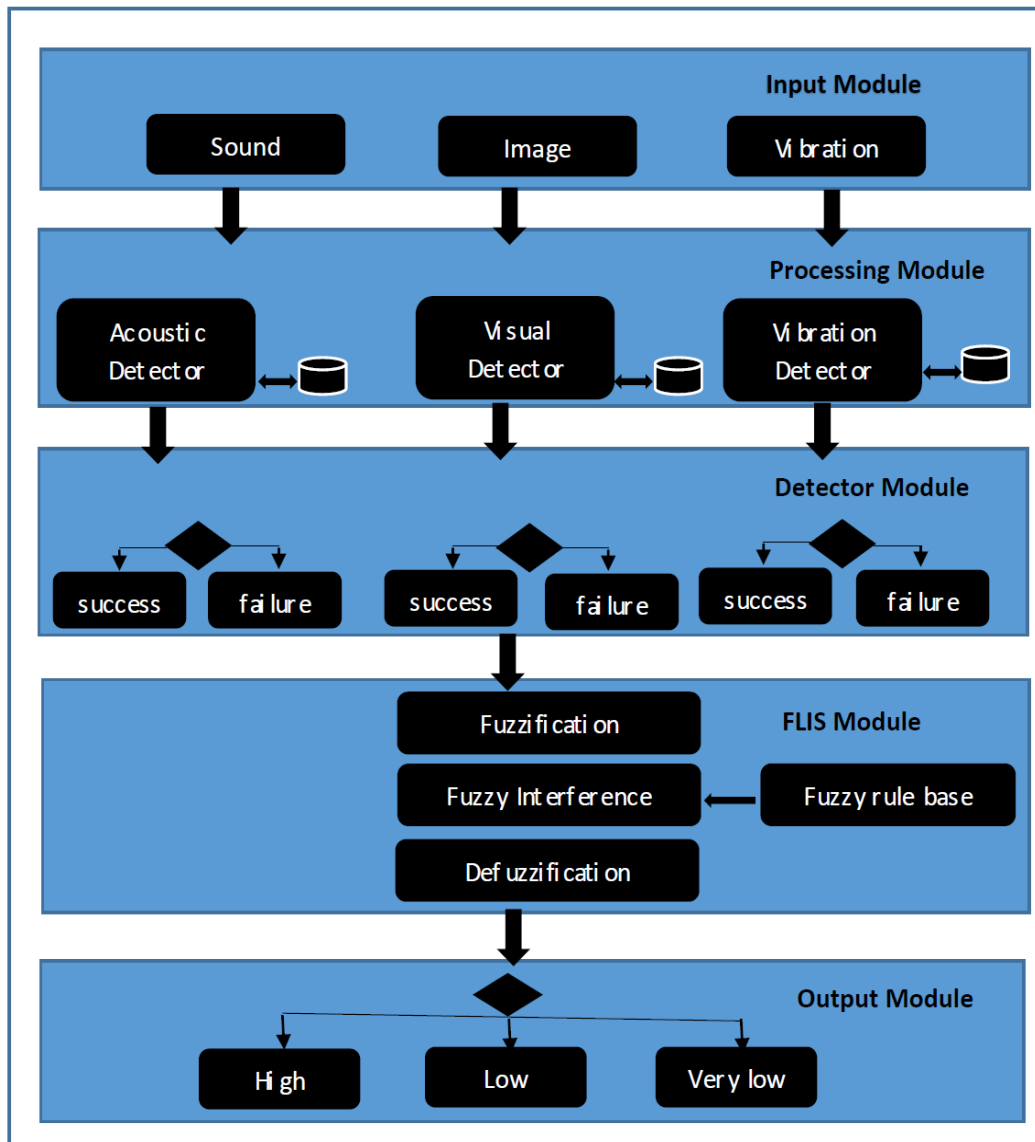 Input Module
Sound
Image
Vibration
Processing Module
Acoustic
Detector
Visual
Detector
Vibration
Detector
Detector Module
success
failure
success
failure
success
failure
FLIS Module
Fuzzification
Fuzzy Interference
Fuzzy rule base
Defuzzification
Output Module
High
Low
Very low